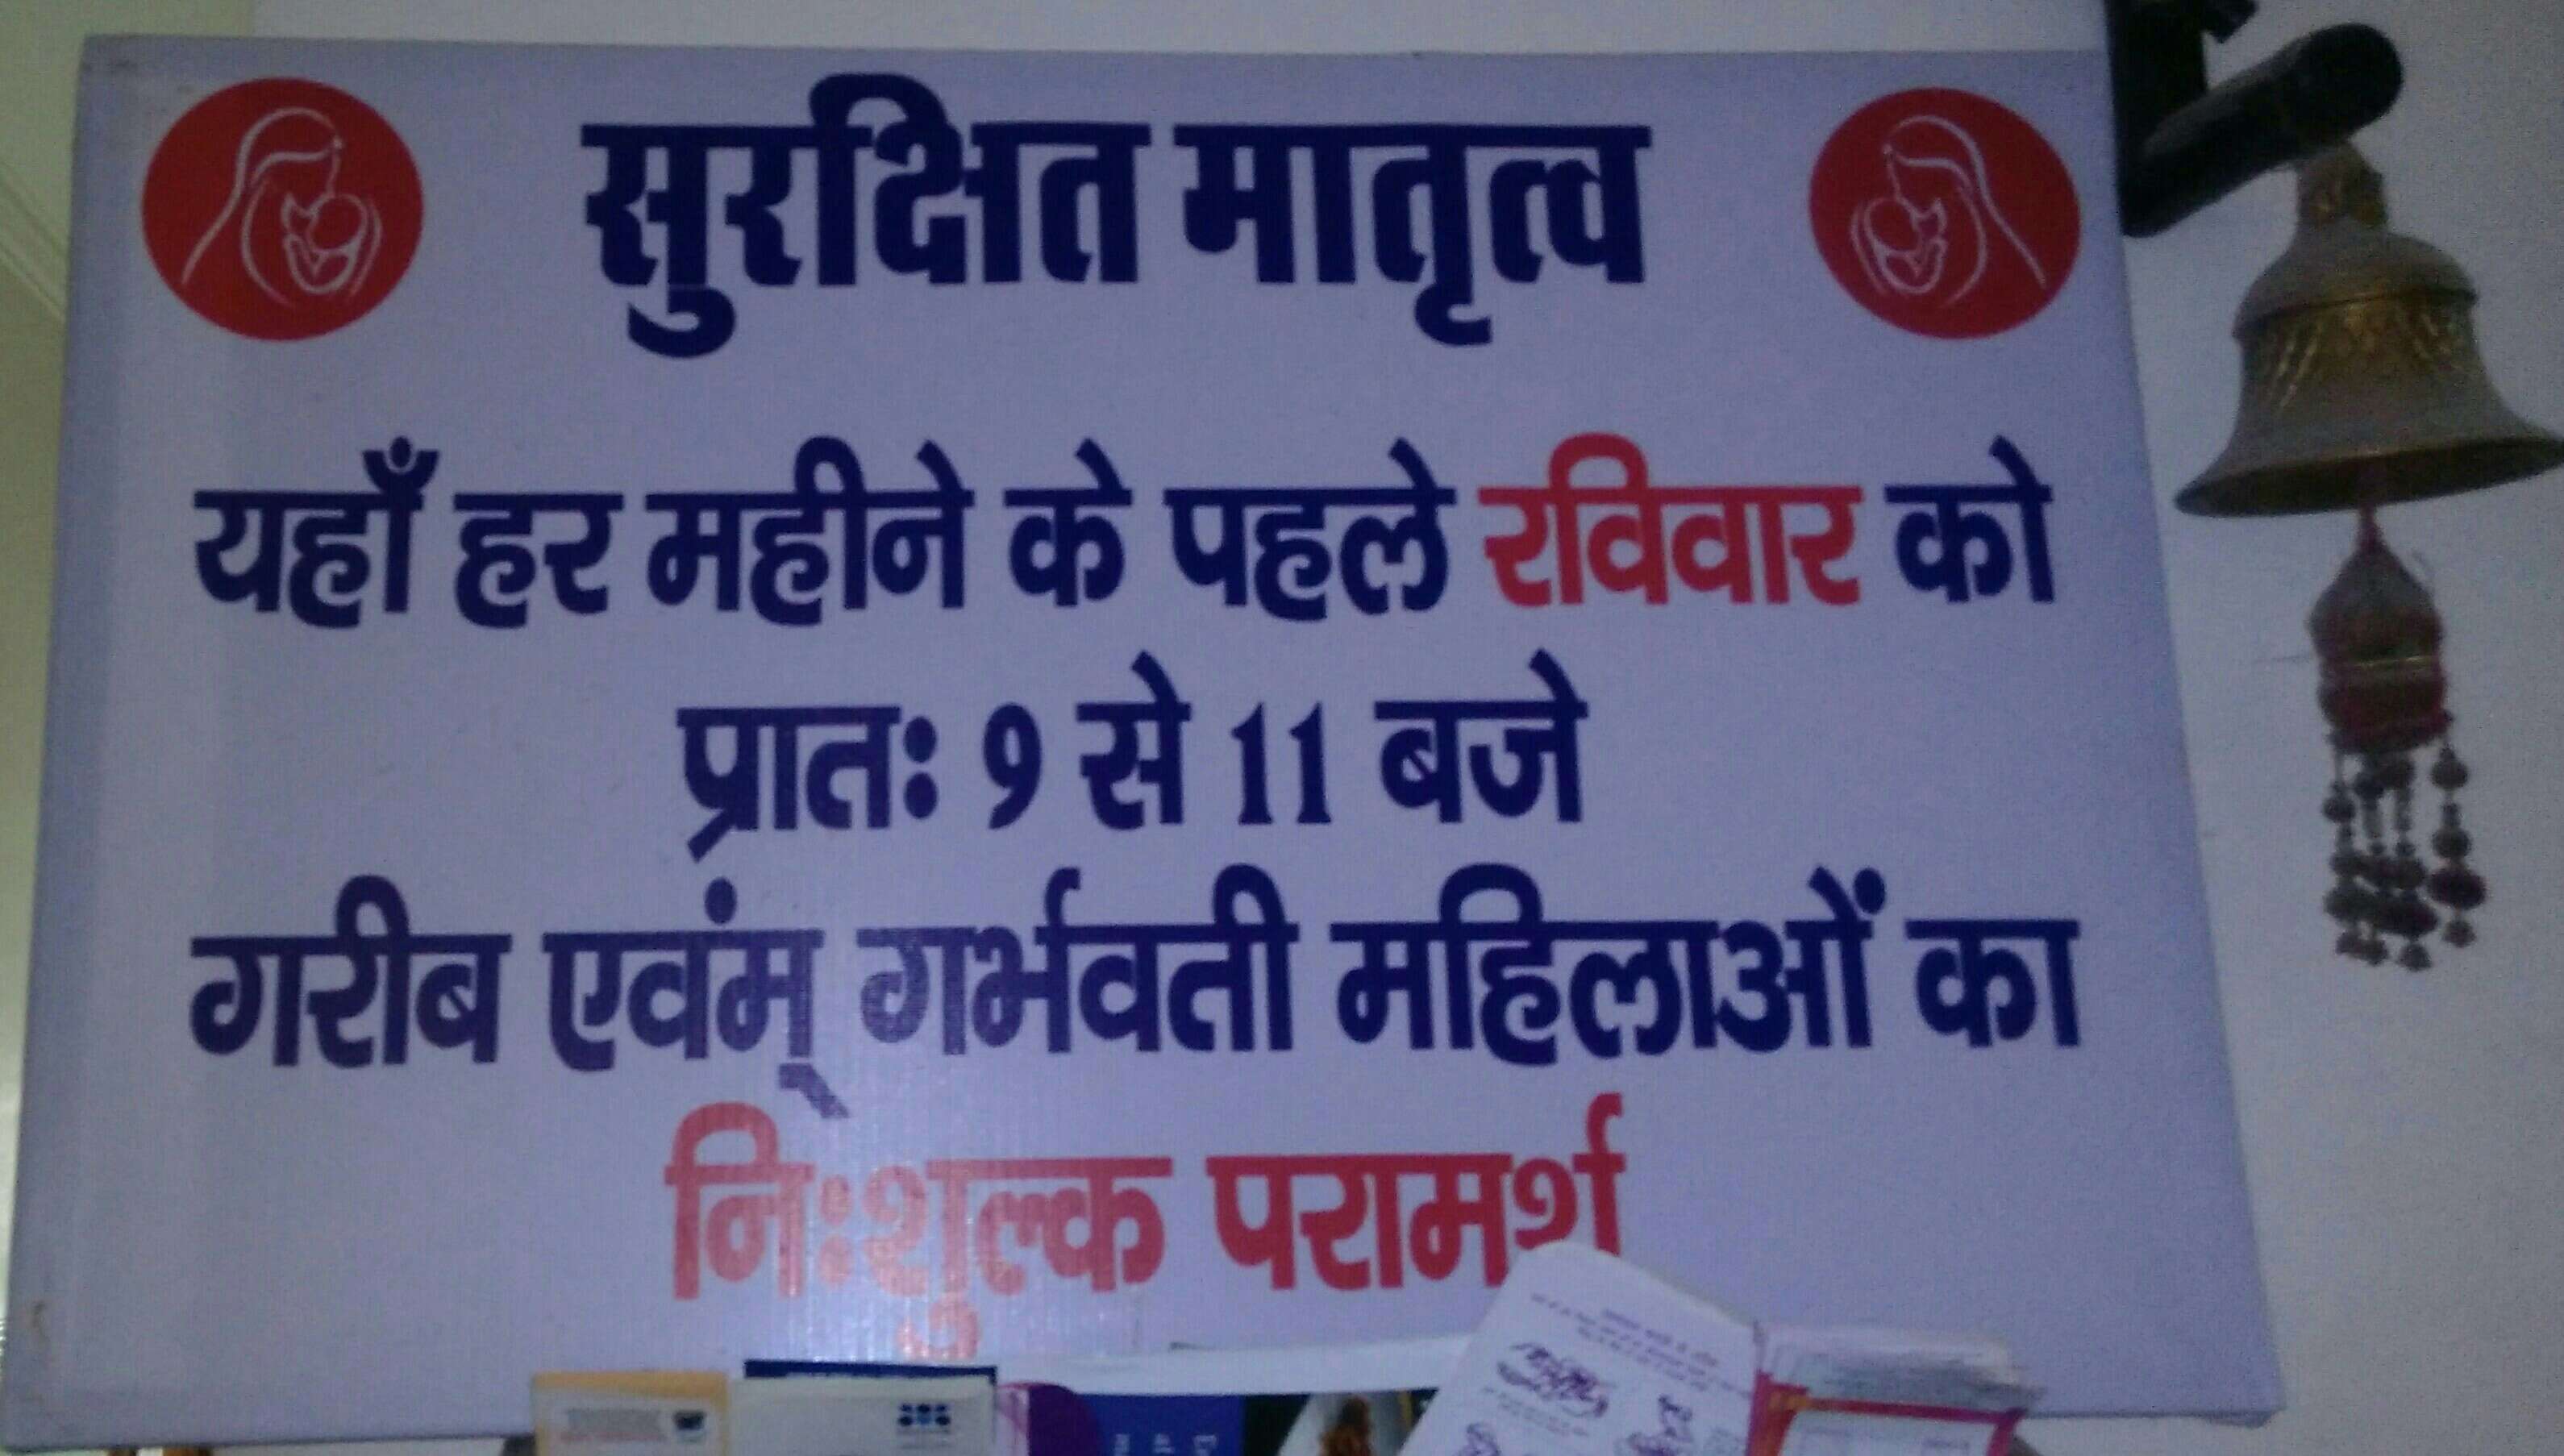 सुरक्षित मातृत्व
यहाँ हर महीने के पहले रविवार को
प्रातः 9 से 11 बजे
गरीब एवंम् गर्भवती महिलाओं का
निःशुल्क परामर्श